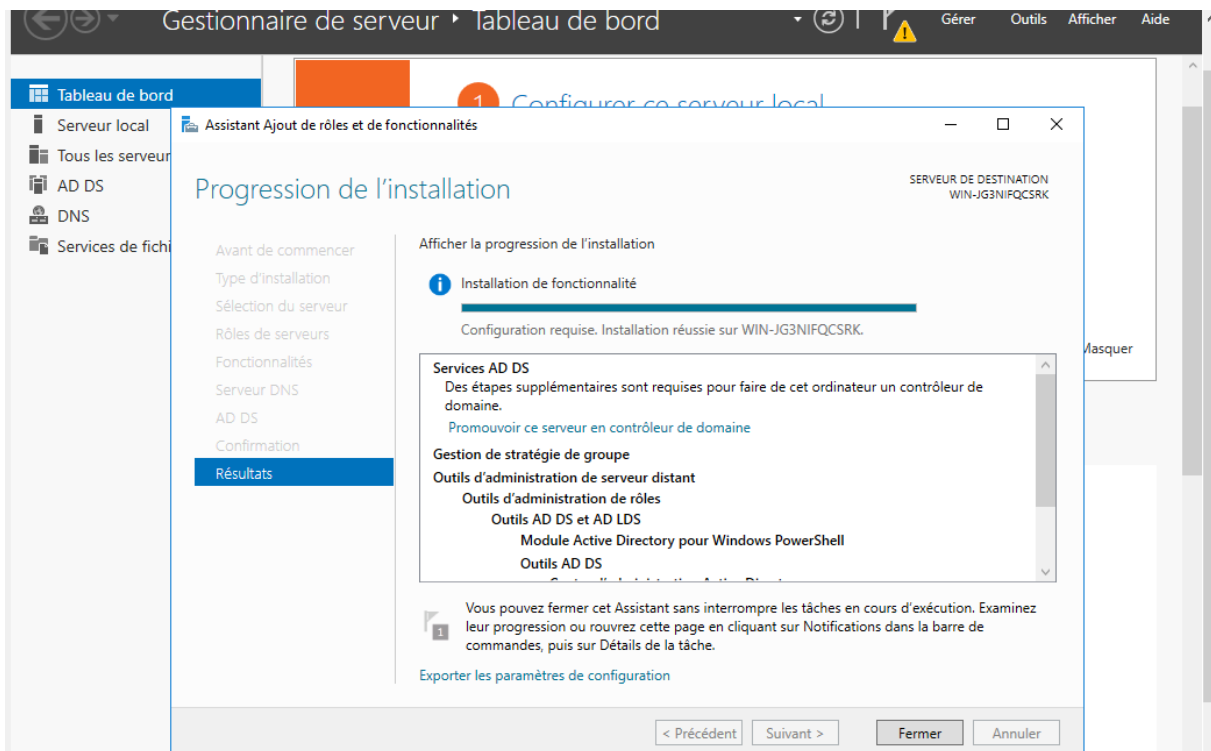 Gestionnaire de serveur ‣ Tableau de bord
Gérer Outils Afficher Aide
Tableau de bord
Serveur local
Tous les serveur
AD DS
DNS
Services de fichi
1 Configurer ce serveur local
Masquer
Assistant Ajout de rôles et de fonctionnalités
Progression de l'installation
SERVEUR DE DESTINATION
WIN-JG3NIFQCSRK
Avant de commencer
Type d'installation
Sélection du serveur
Rôles de serveurs
Fonctionnalités
Serveur DNS
AD DS
Confirmation
Résultats
Afficher la progression de l'installation
Installation de fonctionnalité
Configuration requise. Installation réussie sur WIN-JG3NIFQCSRK.
Services AD DS
Des étapes supplémentaires sont requises pour faire de cet ordinateur un contrôleur de
domaine.
Promouvoir ce serveur en contrôleur de domaine
Gestion de stratégie de groupe
Outils d'administration de serveur distant
Outils d'administration de rôles
Outils AD DS et AD LDS
Module Active Directory pour Windows PowerShell
Outils AD DS
1
Vous pouvez fermer cet Assistant sans interrompre les tâches en cours d'exécution. Examinez
leur progression ou rouvrez cette page en cliquant sur Notifications dans la barre de
commandes, puis sur Détails de la tâche.
Exporter les paramètres de configuration
< Précédent Suivant > Fermer Annuler